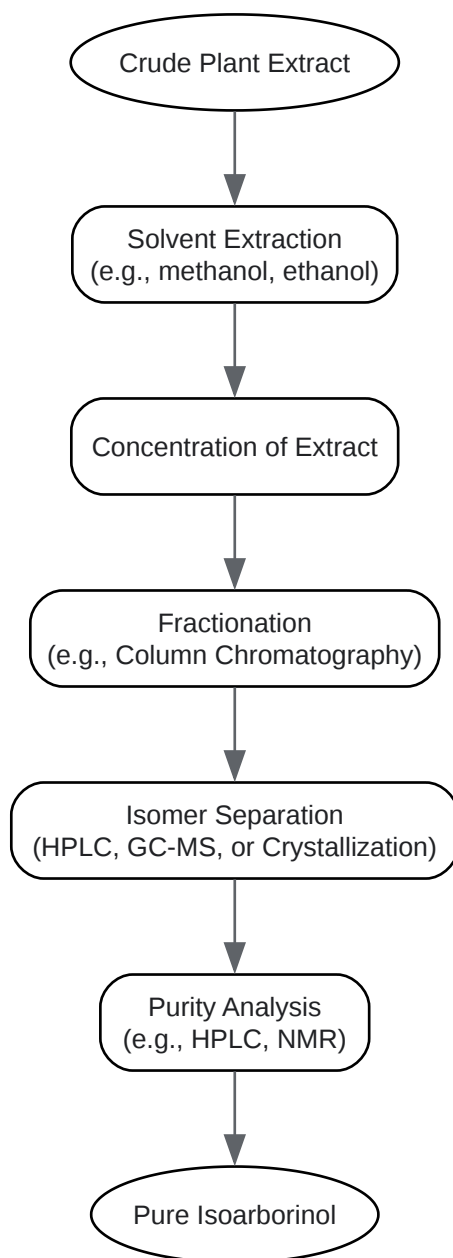 Crude Plant Extract
Solvent Extraction
(e.g., methanol, ethanol)
Concentration of Extract
Fractionation
(e.g., Column Chromatography)
Isomer Separation
(HPLC, GC-MS, or Crystallization)
Purity Analysis
(e.g., HPLC, NMR)
Pure Isoarborinol